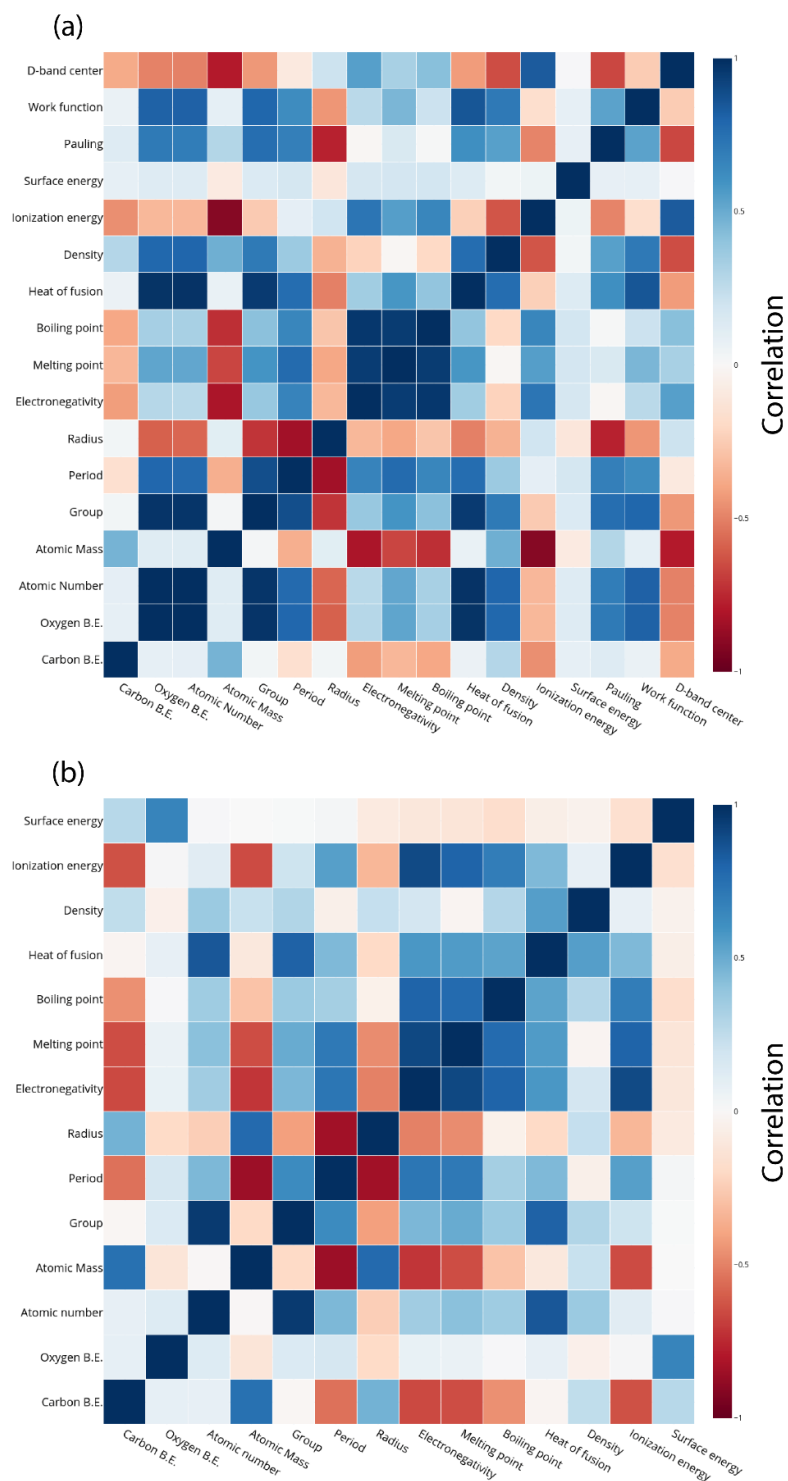 (a)
D-band center
Work function
Pauling
Surface energy
Ionization energy
Density
Heat of fusion
Boiling point
Melting point
Electronegativity
Radius
Period
Group
Atomic Mass
Atomic Number
Oxygen B.E.
Carbon B.E.
Carbon B.E.
Oxygen B.E.
Atomic Number
Atomic Mass
Group
Period
Radius
Electronegativity
Melting point
Boiling point
Heat of fusion
Density
Ionization energy
Surface energy
Pauling
Work function
D-band center
1
0.5
0
−0.5
−1
Correlation
(b)
Surface energy
Ionization energy
Density
Heat of fusion
Boiling point
Melting point
Electronegativity
Radius
Period
Group
Atomic Mass
Atomic number
Oxygen B.E.
Carbon B.E.
Carbon B.E.
Oxygen B.E.
Atomic number
Atomic Mass
Group
Period
Radius
Electronegativity
Melting point
Boiling point
Heat of fusion
Density
Ionization energy
Surface energy
1
0.5
0
−0.5
−1
Correlation